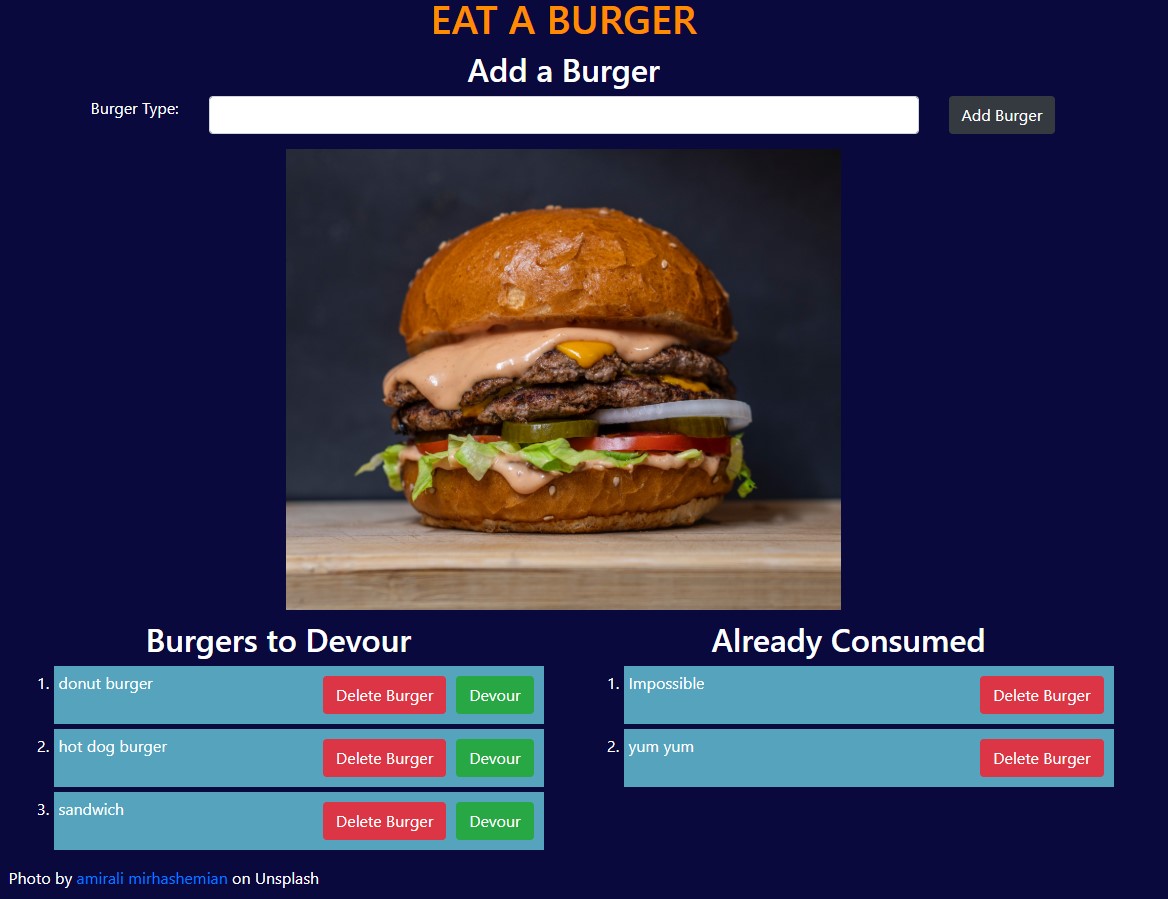 EAT A BURGER
Add a Burger
Burger Type:
Add Burger
Burgers to Devour
1. donut burger Delete Burger Devour
2. hot dog burger Delete Burger Devour
3. sandwich Delete Burger Devour
Already Consumed
1. Impossible Delete Burger
2. yum yum Delete Burger
Photo by amirali mirhashemian on Unsplash